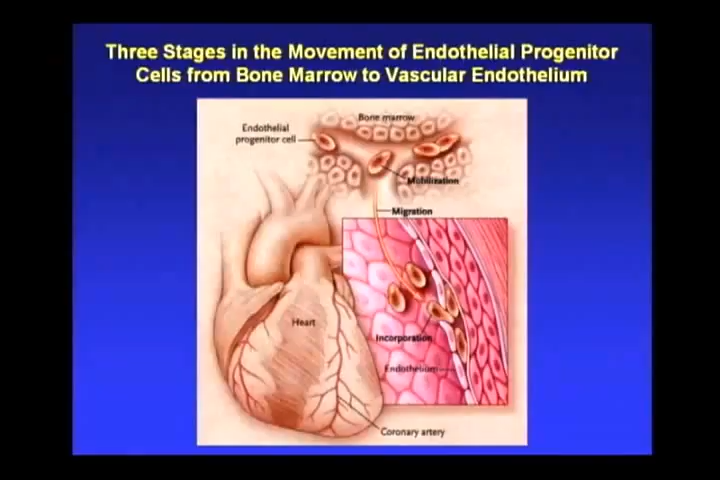 Three Stages in the Movement of Endothelial Progenitor
Cells from Bone Marrow to Vascular Endothelium
Bone marrow
Endothelial
progenitor cell
Mobilization
Migration
Heart
Incorporation
Endothelium
Coronary artery